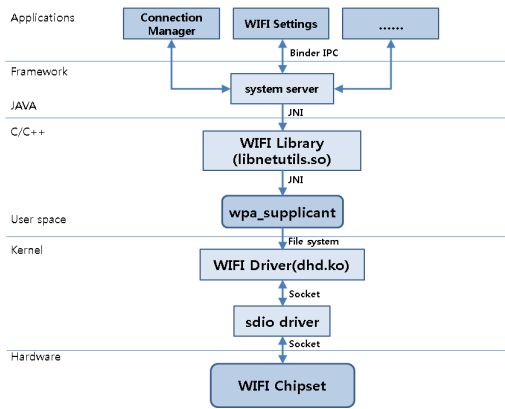 Applications
Connection
Manager
WIFI Settings
......
Binder IPC
Framework
system server
JAVA
JNI
C/C++
WIFI Library
(libnetutils.so)
JNI
wpa_supplicant
User space
File system
Kernel
WIFI Driver(dhd.ko)
Socket
sdio driver
Socket
Hardware
WIFI Chipset